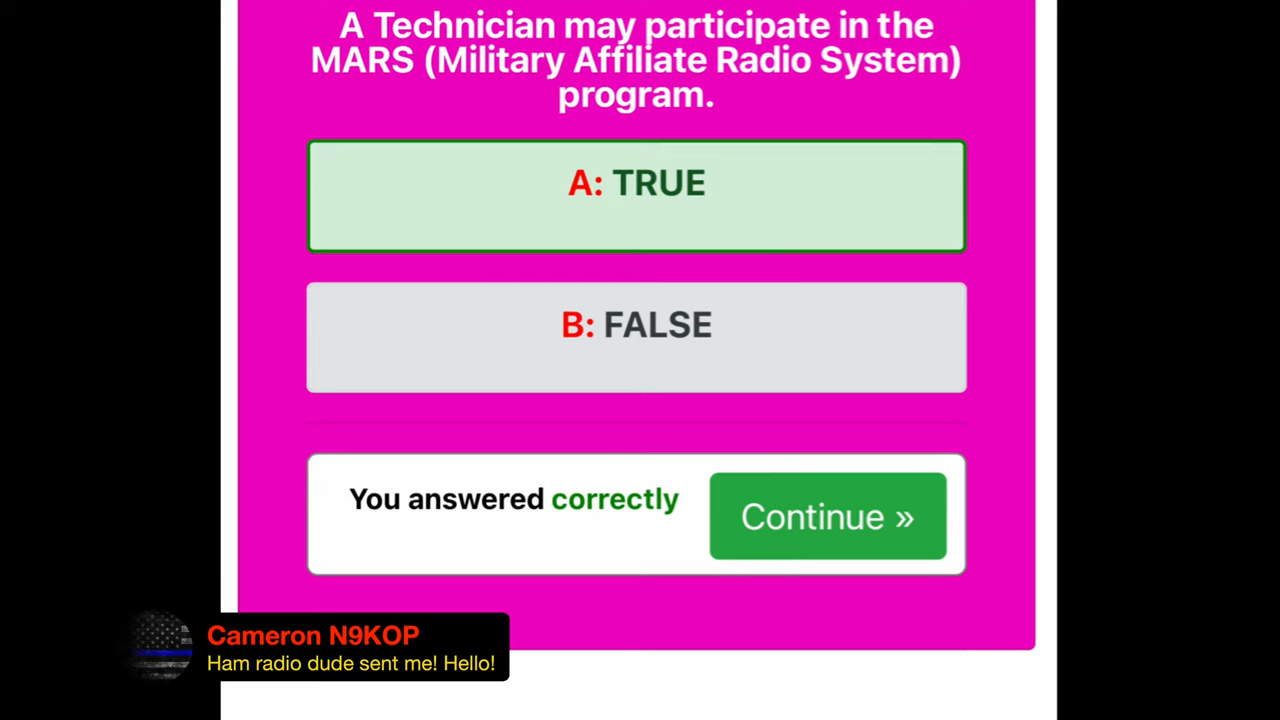 A Technician may participate in the
MARS (Military Affiliate Radio System)
program.
A: TRUE
B: FALSE
You answered correctly
Continue »
Cameron N9KOP
Ham radio dude sent me! Hello!